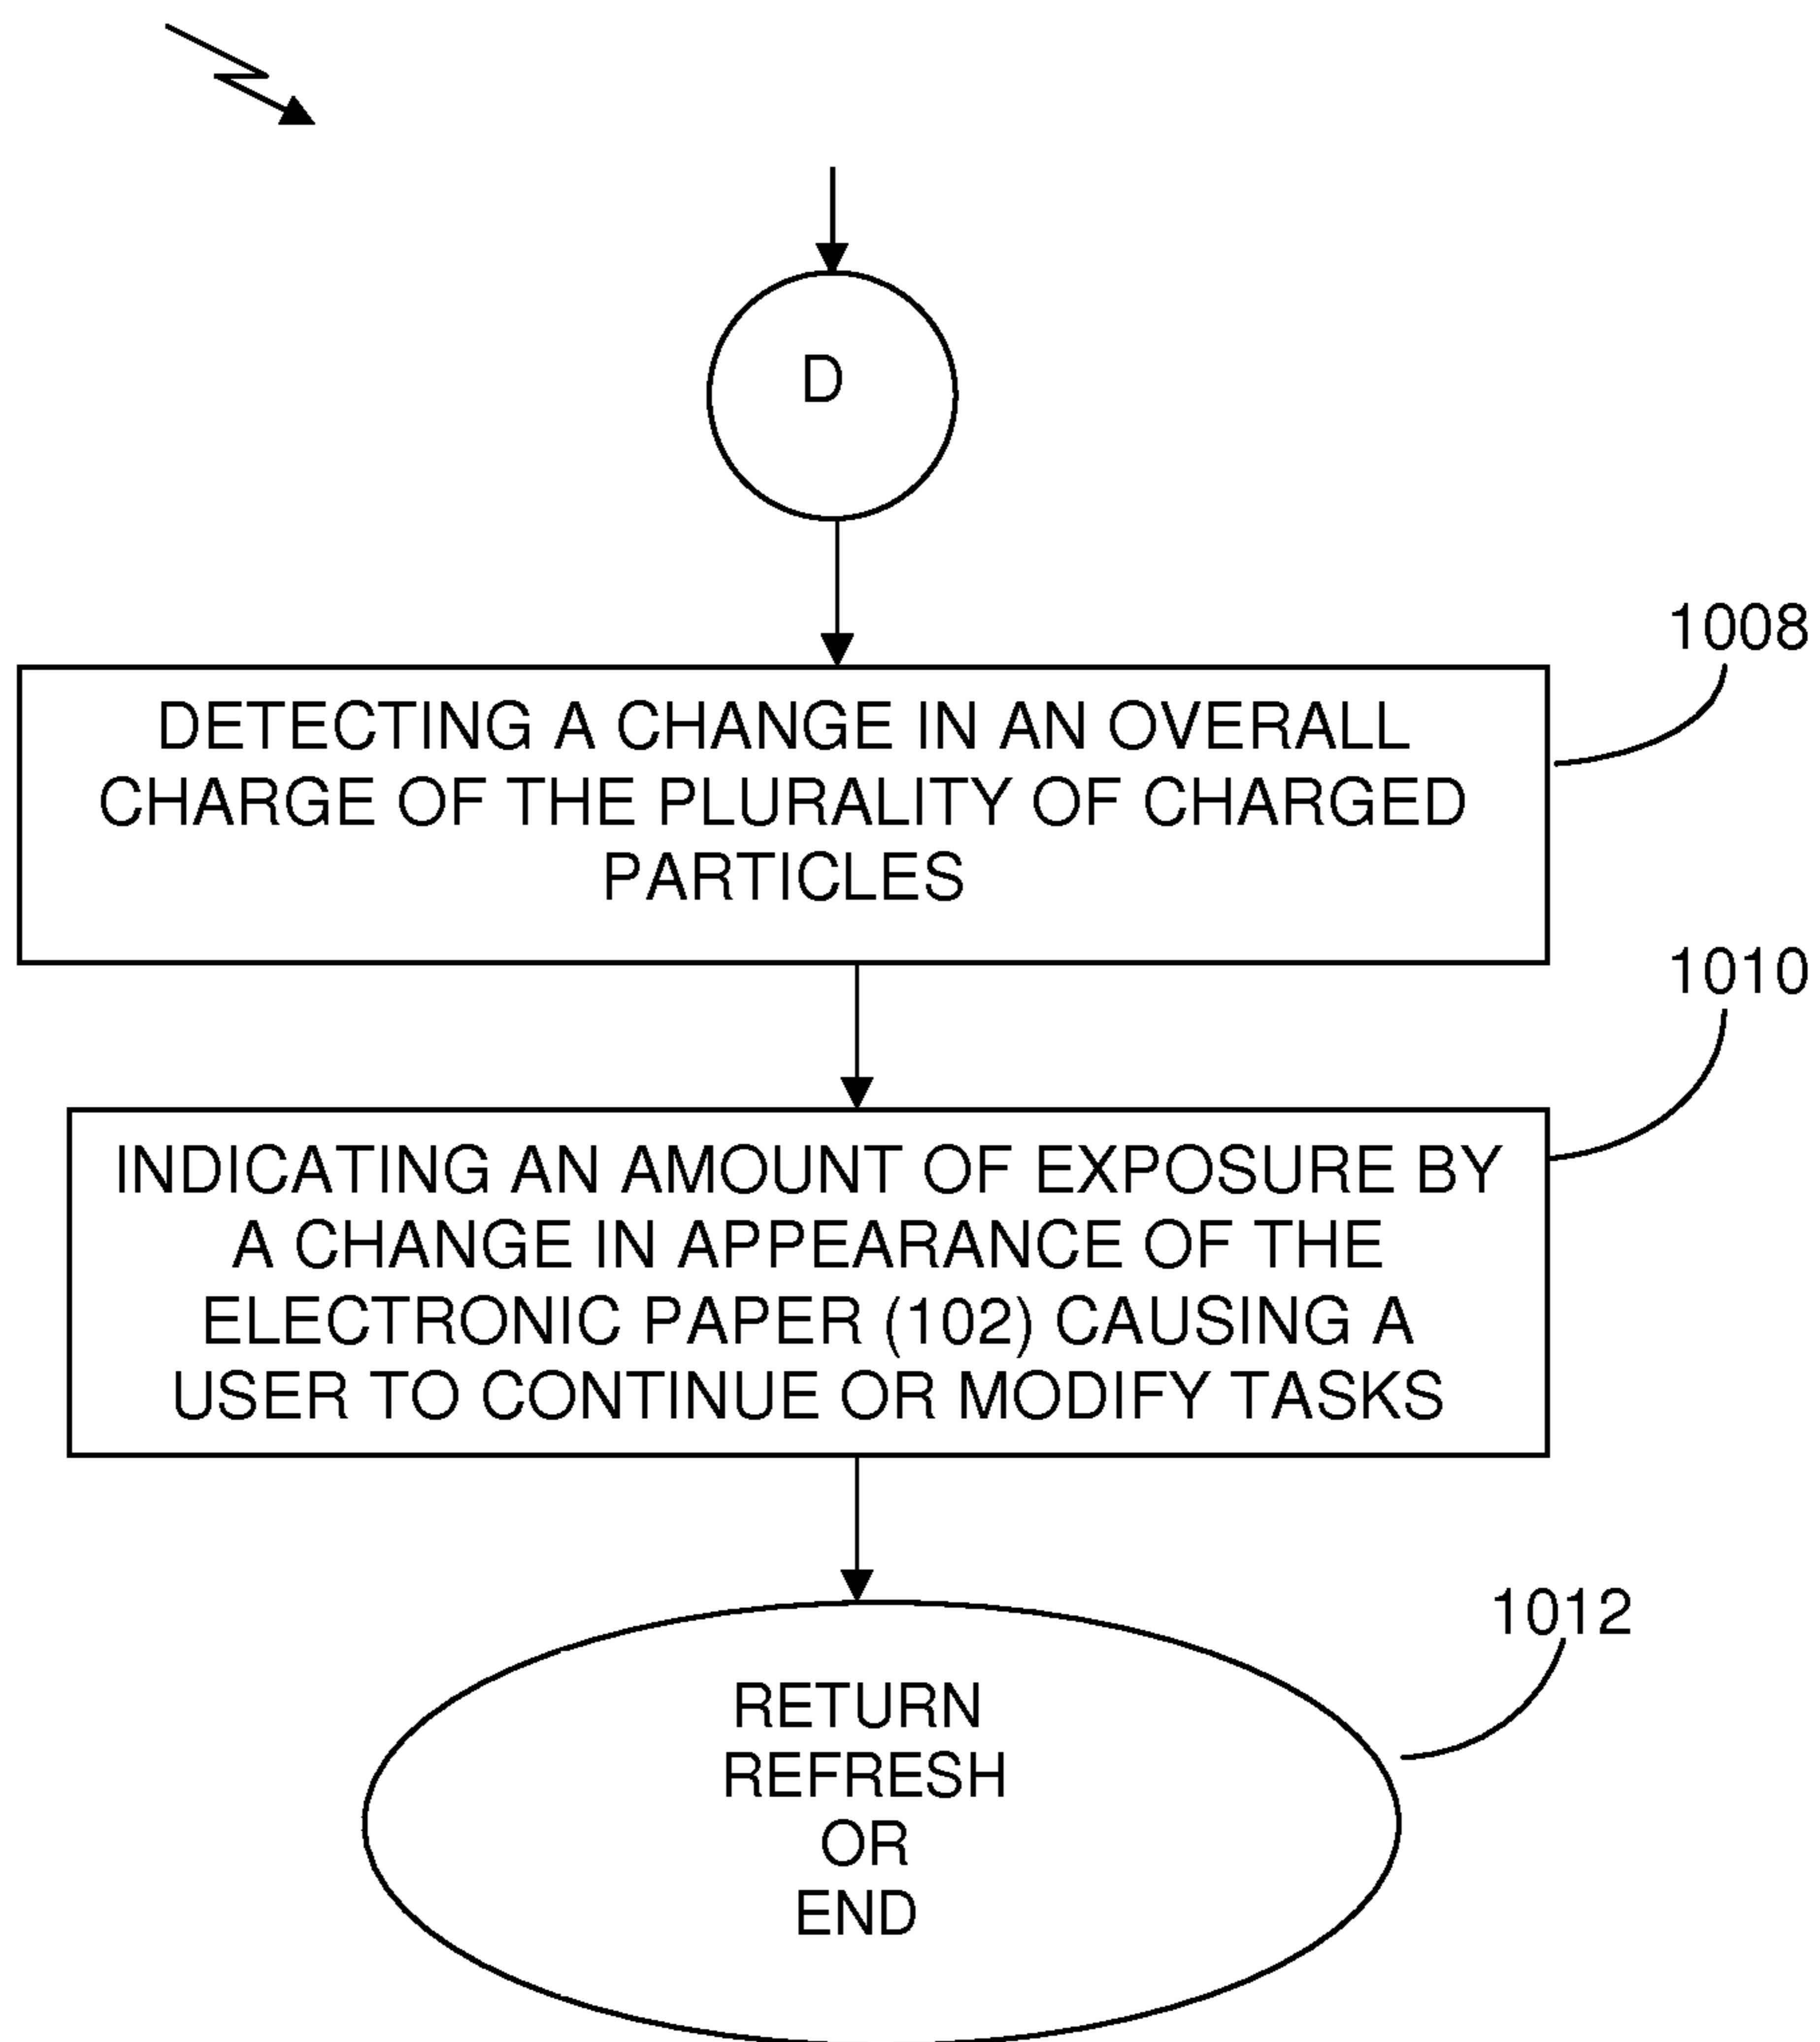 D
1008
DETECTING A CHANGE IN AN OVERALL
CHARGE OF THE PLURALITY OF CHARGED
PARTICLES
1010
INDICATING AN AMOUNT OF EXPOSURE BY
A CHANGE IN APPEARANCE OF THE
ELECTRONIC PAPER (102) CAUSING A
USER TO CONTINUE OR MODIFY TASKS
1012
RETURN
REFRESH
OR
END